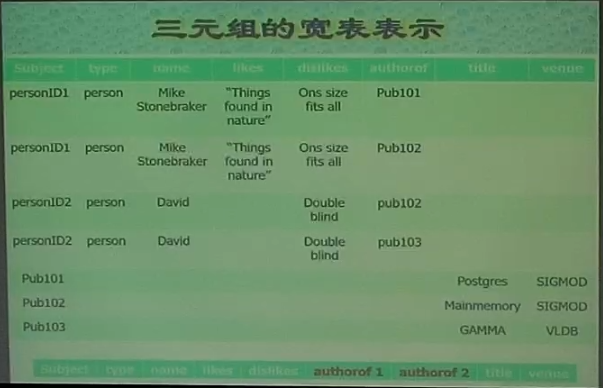 三元组的宽表表示
Subject type name likes dislikes authorof title venue
personID1 person Mike Stonebraker "Things found in nature" Ons size fits all Pub101
personID1 person Mike Stonebraker "Things found in nature" Ons size fits all Pub102
personID2 person David Double blind pub102
personID2 person David Double blind pub103
Pub101 Postgres SIGMOD
Pub102 Mainmemory SIGMOD
Pub103 GAMMA VLDB
Subject type name likes dislikes authorof 1 authorof 2 title venue